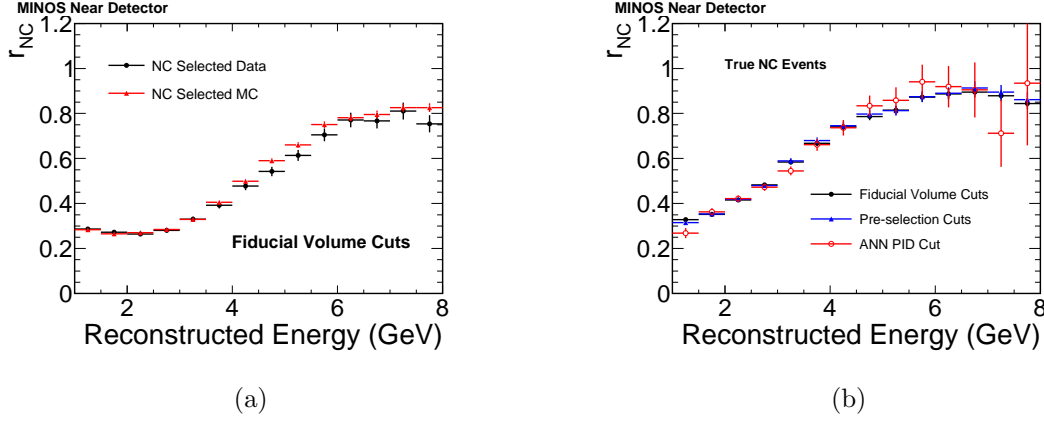 MINOS Near Detector
r_NC
1.2
1
0.8
0.6
0.4
0.2
0
NC Selected Data
NC Selected MC
Fiducial Volume Cuts
2 4 6 8
Reconstructed Energy (GeV)
(a)
MINOS Near Detector
r_NC
1.2
1
0.8
0.6
0.4
0.2
0
True NC Events
Fiducial Volume Cuts
Pre-selection Cuts
ANN PID Cut
2 4 6 8
Reconstructed Energy (GeV)
(b)